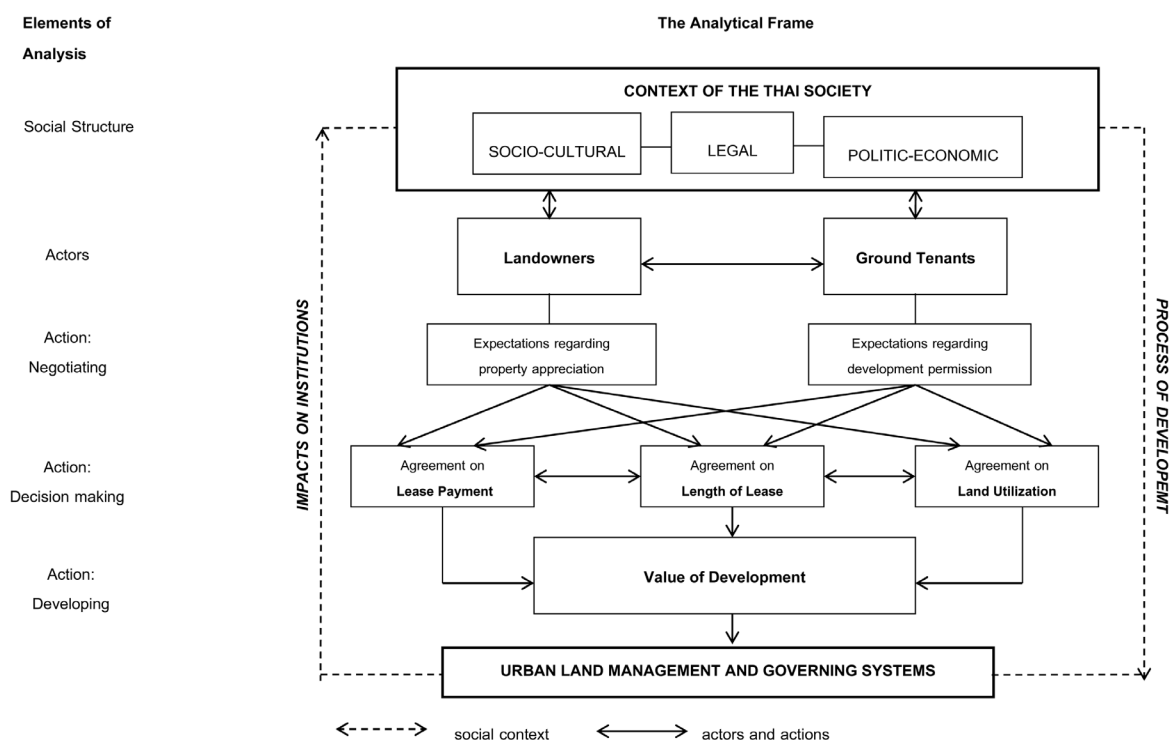 Elements of
Analysis
The Analytical Frame
CONTEXT OF THE THAI SOCIETY
Social Structure
SOCIO-CULTURAL
LEGAL
POLITIC-ECONOMIC
Actors
Landowners
Ground Tenants
Action:
Negotiating
Expectations regarding
property appreciation
Expectations regarding
development permission
IMPACTS ON INSTITUTIONS
PROCESS OF DEVELOPEMT
Action:
Decision making
Agreement on
Lease Payment
Agreement on
Length of Lease
Agreement on
Land Utilization
Action:
Developing
Value of Development
URBAN LAND MANAGEMENT AND GOVERNING SYSTEMS
social context
actors and actions